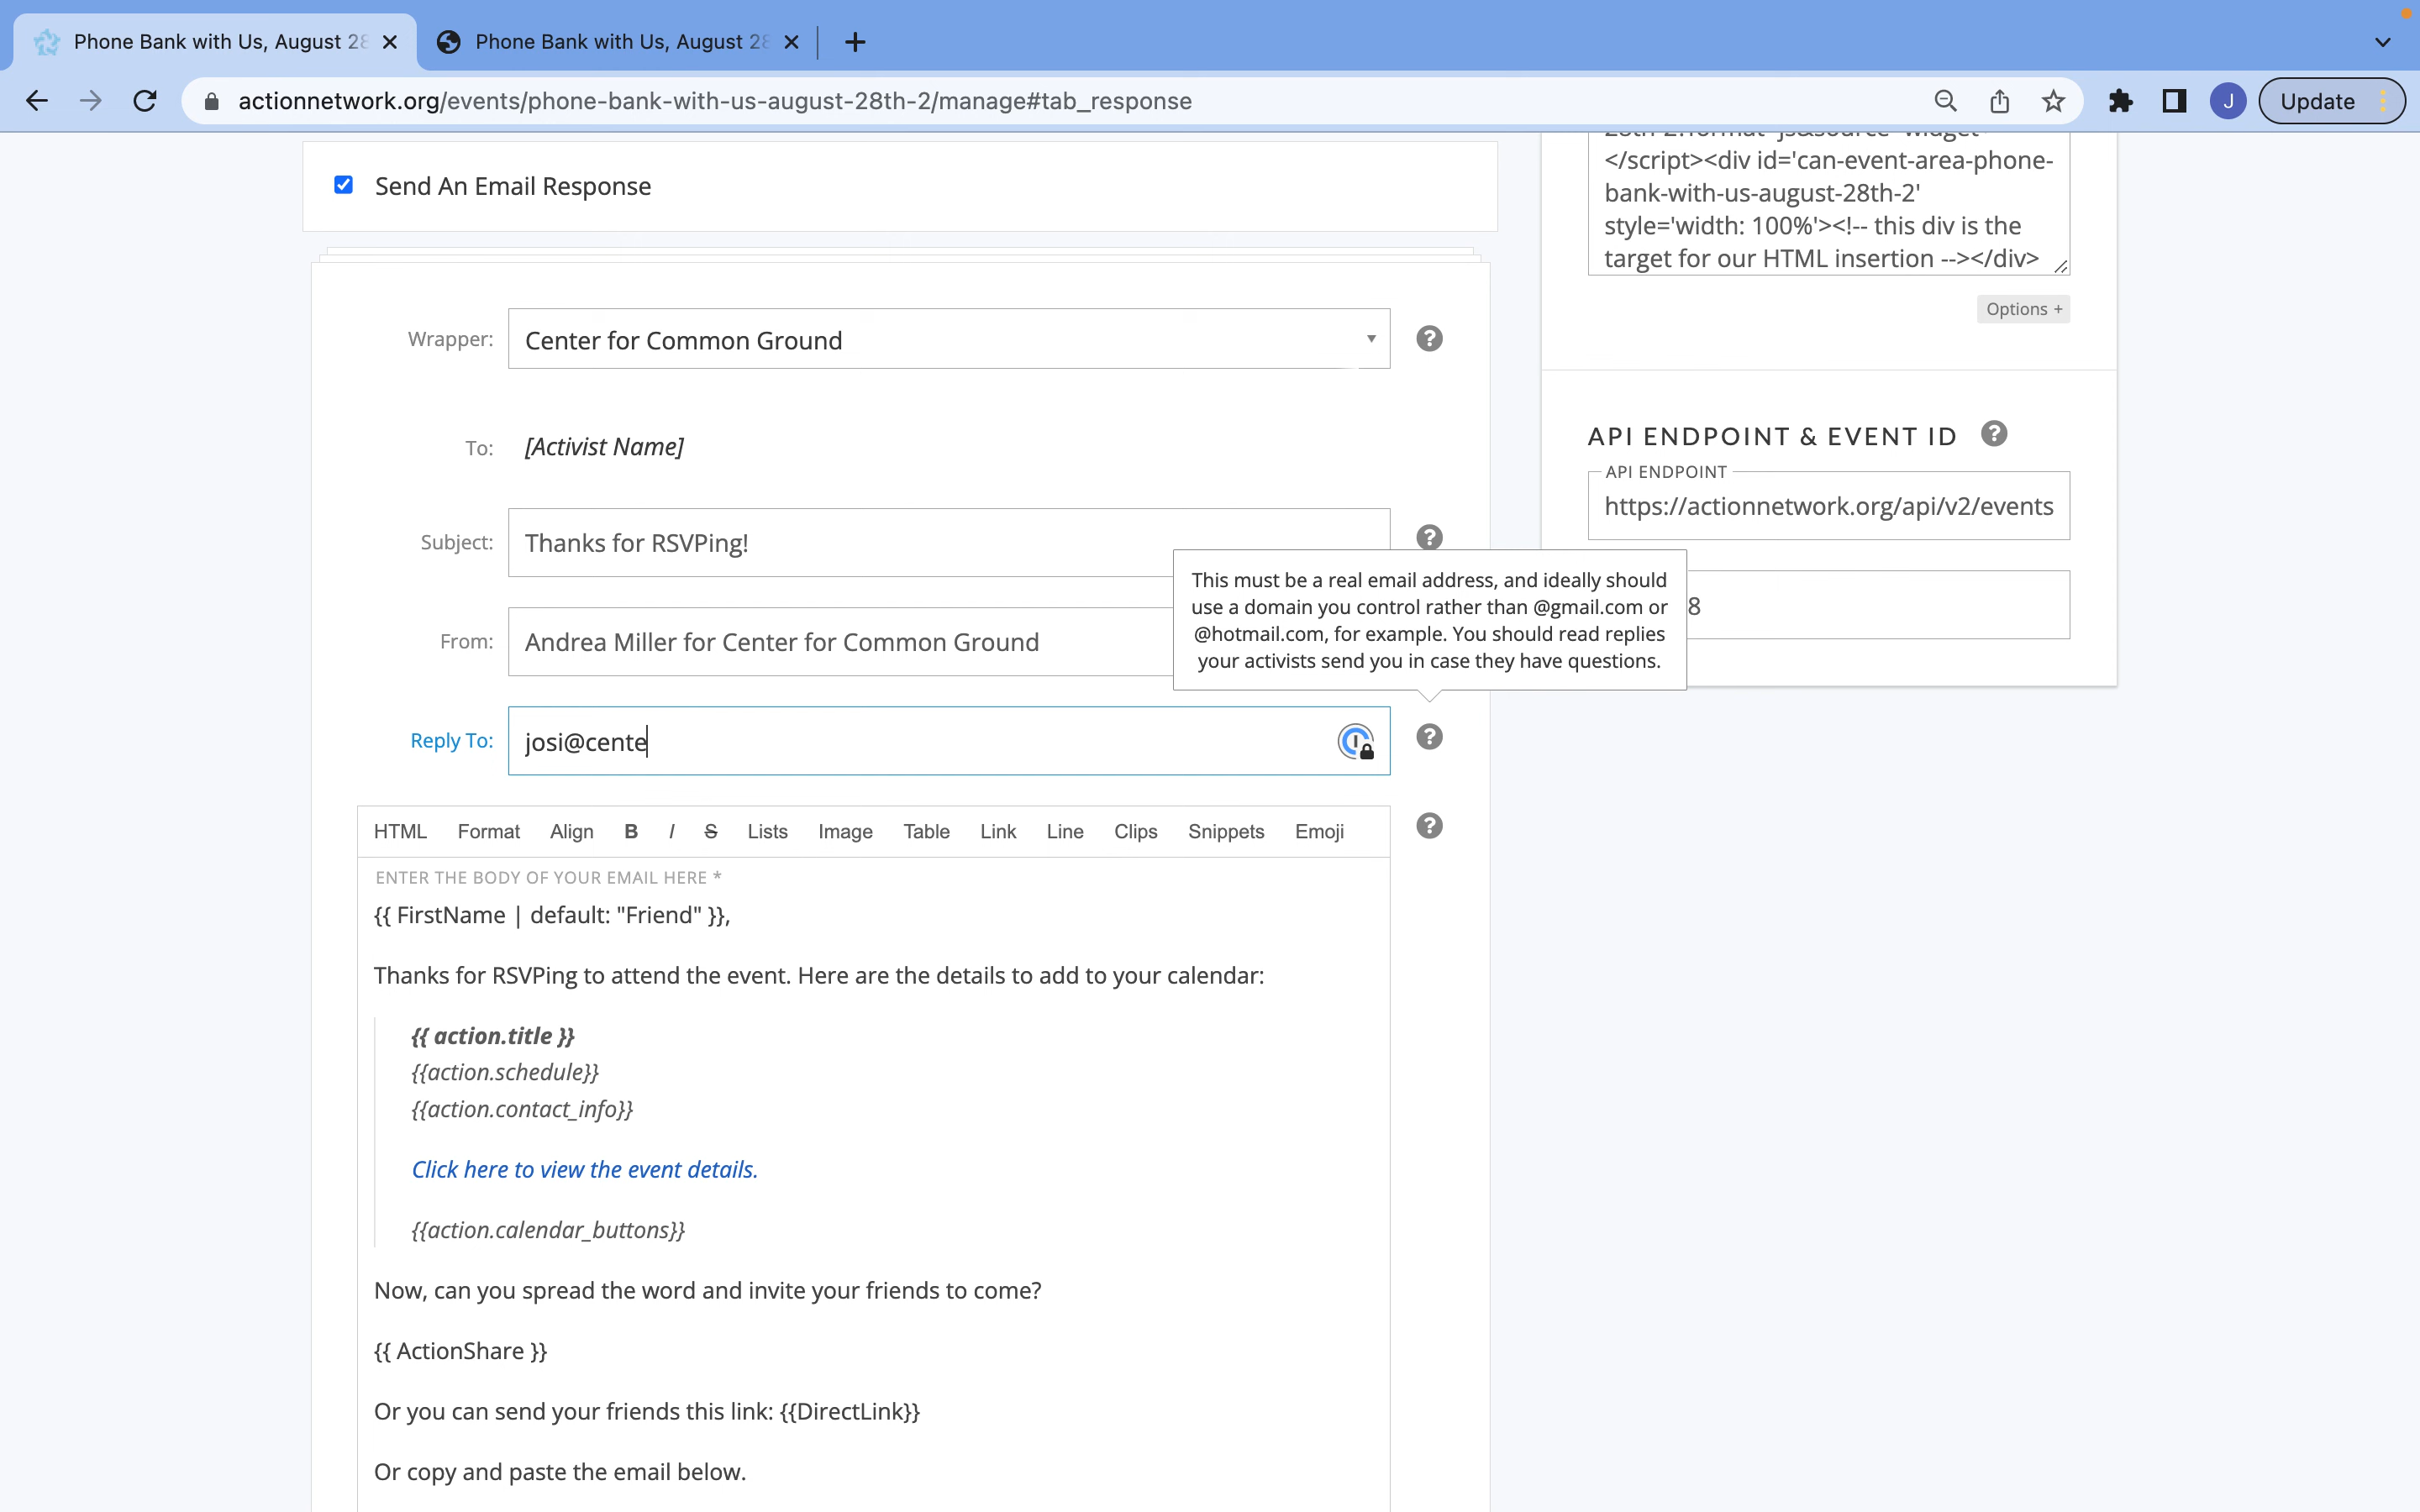 Phone Bank with Us, August 28
Phone Bank with Us, August 28
actionnetwork.org/events/phone-bank-with-us-august-28th-2/manage#tab_response
J
Update
Send An Email Response
Wrapper:
Center for Common Ground
To:
[Activist Name]
Subject:
Thanks for RSVPing!
From:
Andrea Miller for Center for Common Ground
Reply To:
josi@cente
This must be a real email address, and ideally should
use a domain you control rather than @gmail.com or
@hotmail.com, for example. You should read replies
your activists send you in case they have questions.
HTML Format Align B I S Lists Image Table Link Line Clips Snippets Emoji
ENTER THE BODY OF YOUR EMAIL HERE *
{{ FirstName | default: "Friend" }},
Thanks for RSVPing to attend the event. Here are the details to add to your calendar:
{{ action.title }}
{{action.schedule}}
{{action.contact_info}}
Click here to view the event details.
{{action.calendar_buttons}}
Now, can you spread the word and invite your friends to come?
{{ ActionShare }}
Or you can send your friends this link: {{DirectLink}}
Or copy and paste the email below.
</script><div id='can-event-area-phone-
bank-with-us-august-28th-2'
style='width: 100%'><!-- this div is the
target for our HTML insertion --></div>
Options +
API ENDPOINT & EVENT ID
API ENDPOINT
https://actionnetwork.org/api/v2/events
8